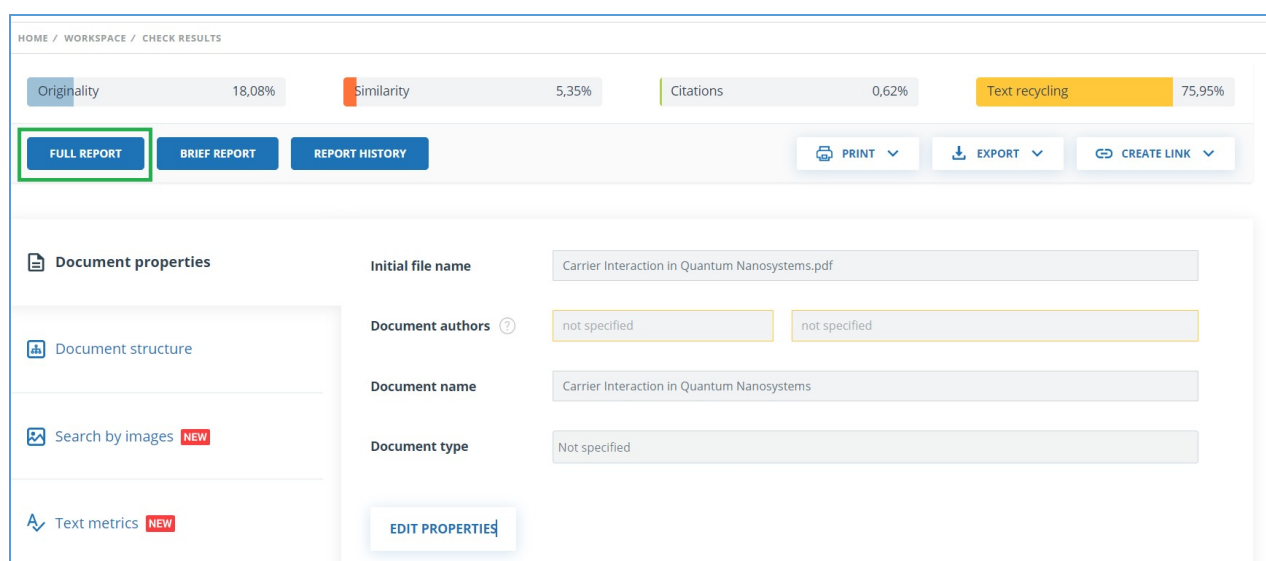 HOME / WORKSPACE / CHECK RESULTS
Originality 18,08% Similarity 5,35% Citations 0,62% Text recycling 75,95%
FULL REPORT BRIEF REPORT REPORT HISTORY PRINT EXPORT CREATE LINK
Document properties
Initial file name Carrier Interaction in Quantum Nanosystems.pdf
Document authors ? not specified not specified
Document structure
Document name Carrier Interaction in Quantum Nanosystems
Search by images NEW
Document type Not specified
Text metrics NEW
EDIT PROPERTIES